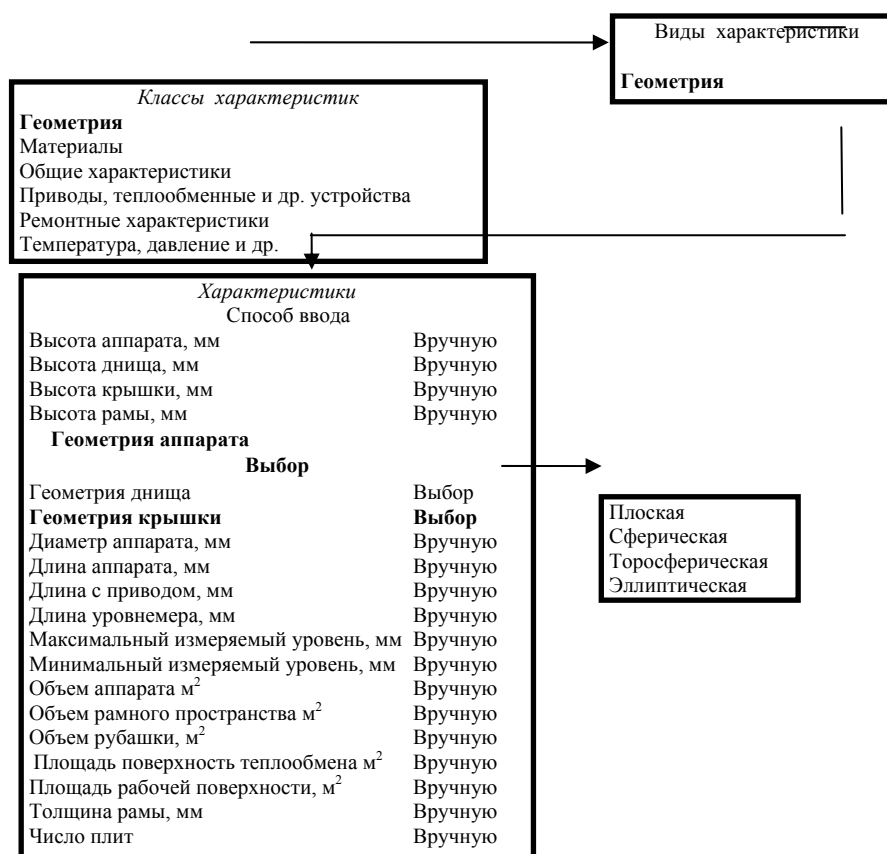 Виды характеристики
Геометрия
Классы характеристик
Геометрия
Материалы
Общие характеристики
Приводы, теплообменные и др. устройства
Ремонтные характеристики
Температура, давление и др.
Характеристики
Способ ввода
Высота аппарата, мм Вручную
Высота днища, мм Вручную
Высота крышки, мм Вручную
Высота рамы, мм Вручную
Геометрия аппарата
Выбор
Геометрия днища Выбор
Геометрия крышки Выбор
Диаметр аппарата, мм Вручную
Длина аппарата, мм Вручную
Длина с приводом, мм Вручную
Длина уровнемера, мм Вручную
Максимальный измеряемый уровень, мм Вручную
Минимальный измеряемый уровень, мм Вручную
Объем аппарата м² Вручную
Объем рамного пространства м² Вручную
Объем рубашки, м² Вручную
Площадь поверхность теплообмена м² Вручную
Площадь рабочей поверхности, м² Вручную
Толщина рамы, мм Вручную
Число плит Вручную
Плоская
Сферическая
Торосферическая
Эллиптическая